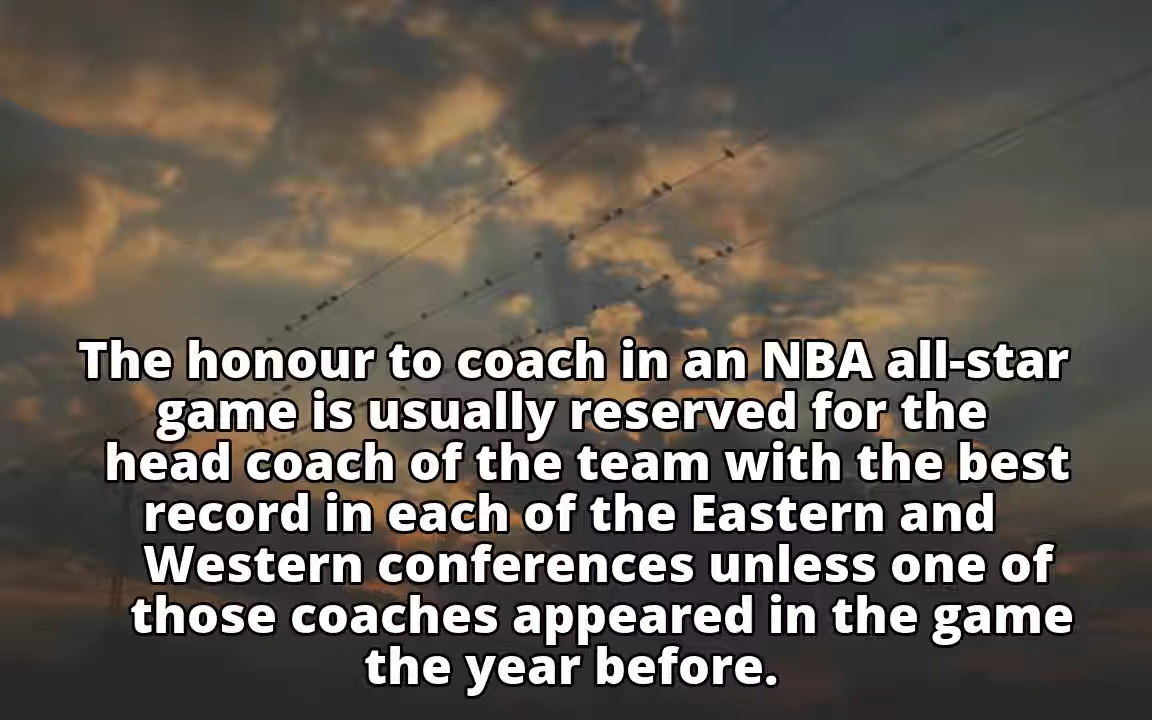 The honour to coach in an NBA all-star
game is usually reserved for the
head coach of the team with the best
record in each of the Eastern and
Western conferences unless one of
those coaches appeared in the game
the year before.